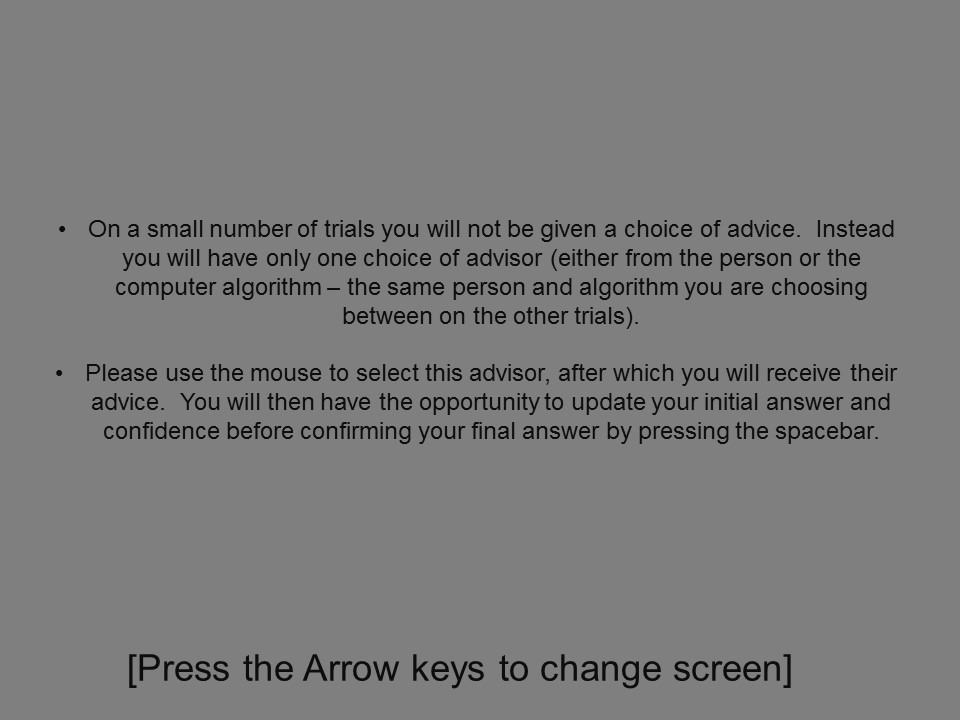 • On a small number of trials you will not be given a choice of advice.  Instead
you will have only one choice of advisor (either from the person or the
computer algorithm – the same person and algorithm you are choosing
between on the other trials).
• Please use the mouse to select this advisor, after which you will receive their
advice.  You will then have the opportunity to update your initial answer and
confidence before confirming your final answer by pressing the spacebar.
[Press the Arrow keys to change screen]